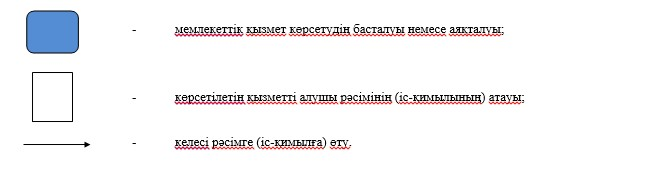 - мемлекеттік қызмет көрсетудің басталуы немесе аяқталуы;
- көрсетілетін қызметті алушы рәсімінің (іс-қимылының) атауы;
- келесі рәсімге (іс-қимылға) өту.